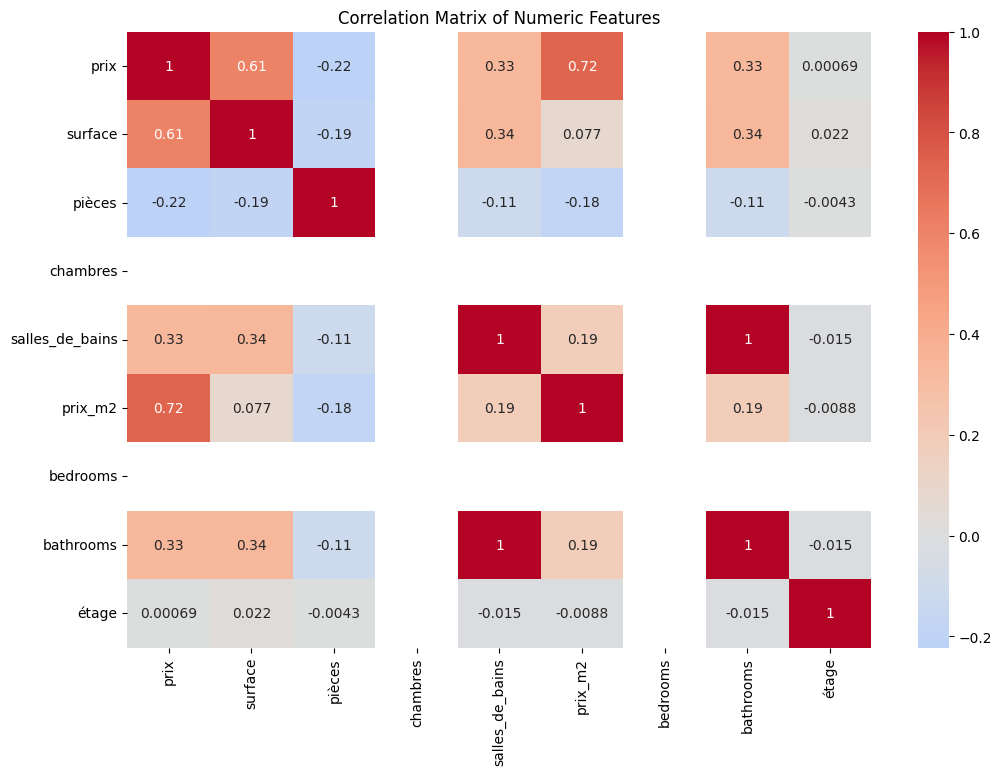 Correlation Matrix of Numeric Features
prix 1 0.61 -0.22 0.33 0.72 0.33 0.00069
surface 0.61 1 -0.19 0.34 0.077 0.34 0.022
pièces -0.22 -0.19 1 -0.11 -0.18 -0.11 -0.0043
chambres
salles_de_bains 0.33 0.34 -0.11 1 0.19 1 -0.015
prix_m2 0.72 0.077 -0.18 0.19 1 0.19 -0.0088
bedrooms
bathrooms 0.33 0.34 -0.11 1 0.19 1 -0.015
étage 0.00069 0.022 -0.0043 -0.015 -0.0088 -0.015 1
prix surface pièces chambres salles_de_bains prix_m2 bedrooms bathrooms étage
1.0
0.8
0.6
0.4
0.2
0.0
−0.2